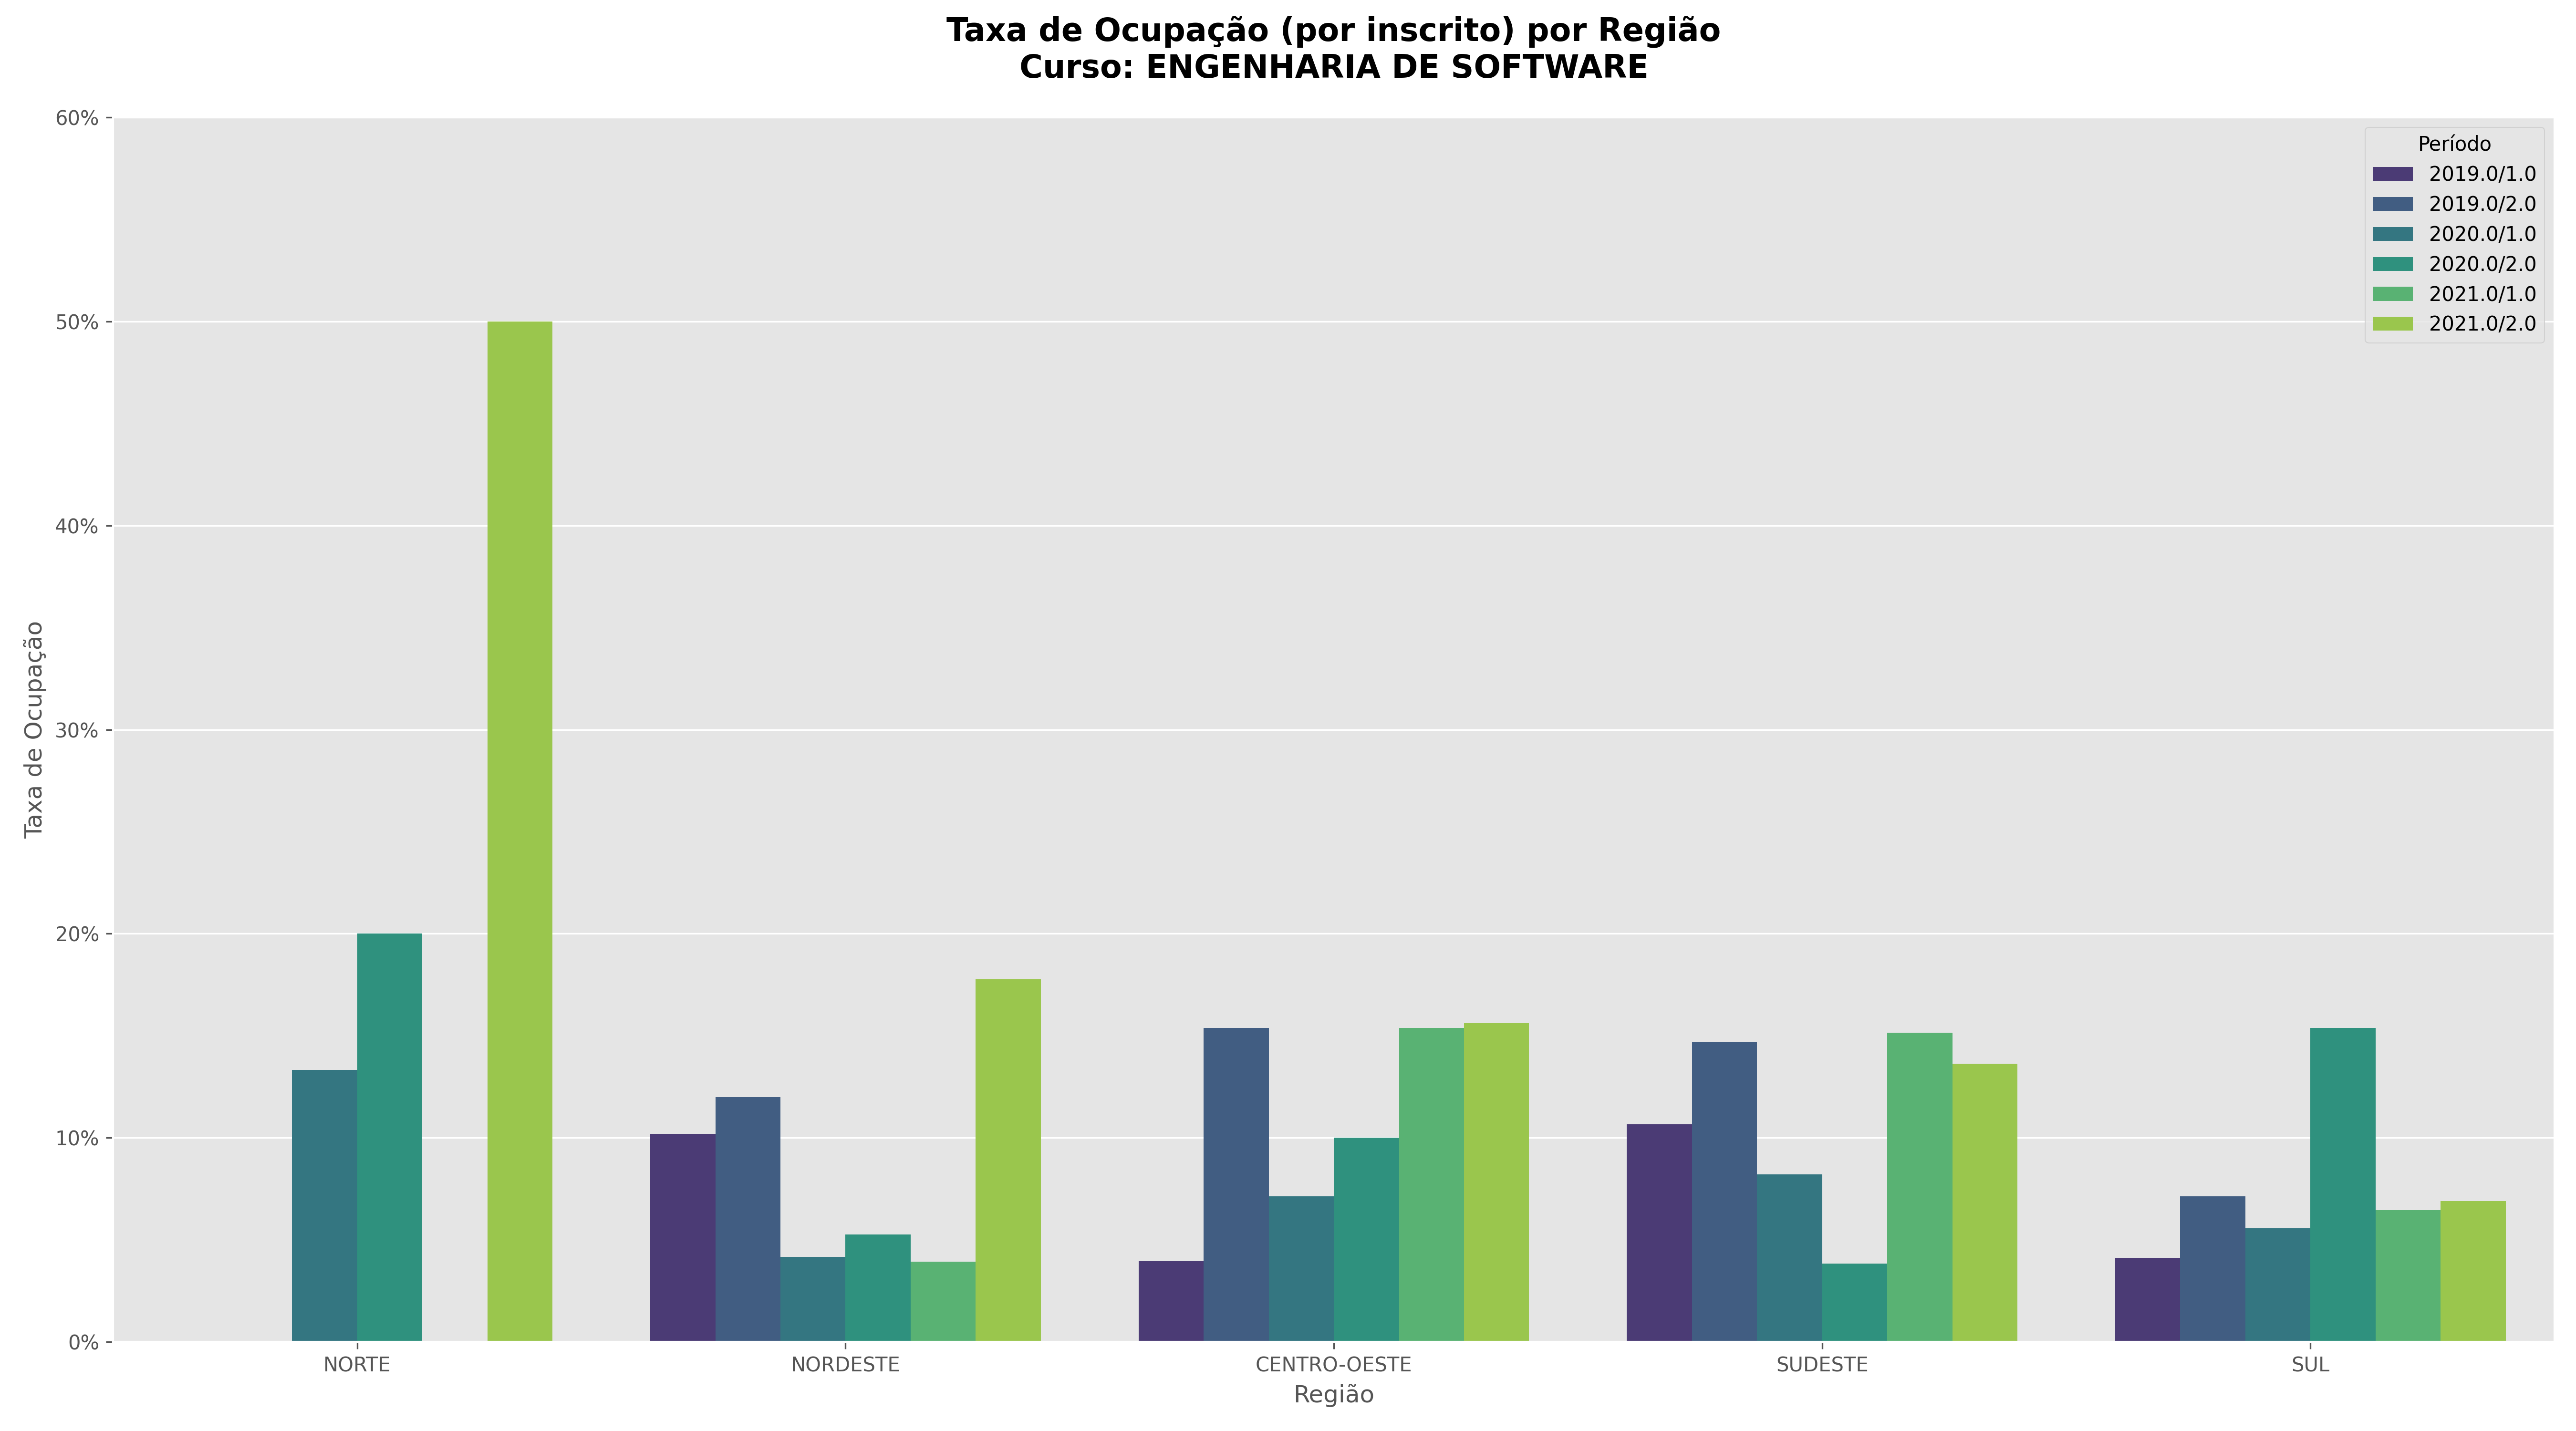 Taxa de Ocupação (por inscrito) por Região
Curso: ENGENHARIA DE SOFTWARE
60%
50%
40%
30%
20%
10%
0%
Taxa de Ocupação
Período
2019.0/1.0
2019.0/2.0
2020.0/1.0
2020.0/2.0
2021.0/1.0
2021.0/2.0
NORTE
NORDESTE
CENTRO-OESTE
SUDESTE
SUL
Região